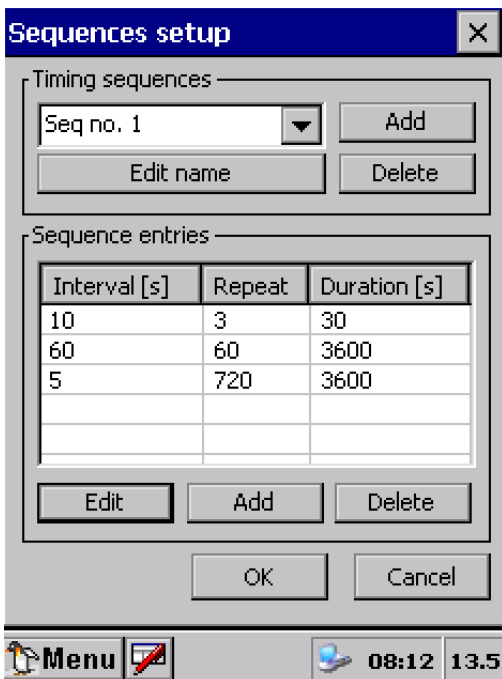 Sequences setup
Timing sequences
Seq no. 1
Add
Edit name
Delete
Sequence entries
Interval [s] Repeat Duration [s]
10 3 30
60 60 3600
5 720 3600
Edit Add Delete
OK Cancel
Menu 08:12 13.5